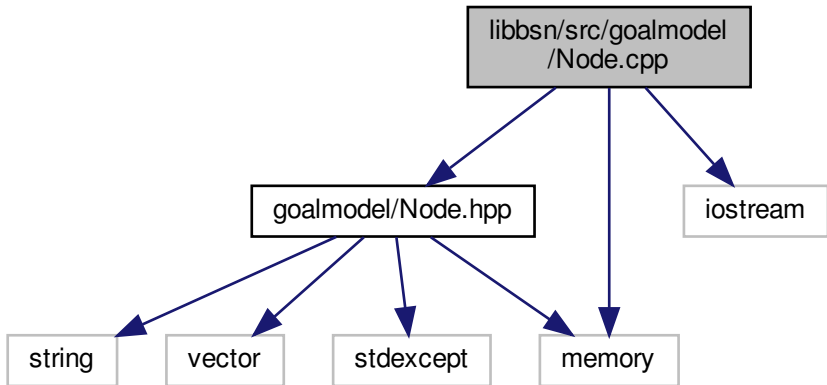 libbsn/src/goalmodel
/Node.cpp
goalmodel/Node.hpp
iostream
string
vector
stdexcept
memory